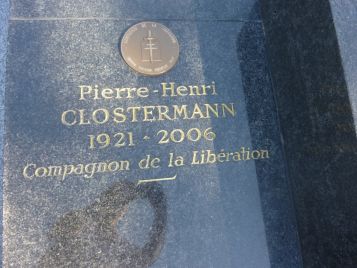 Pierre-Henri
CLOSTERMANN
1921 - 2006
Compagnon de la Libération